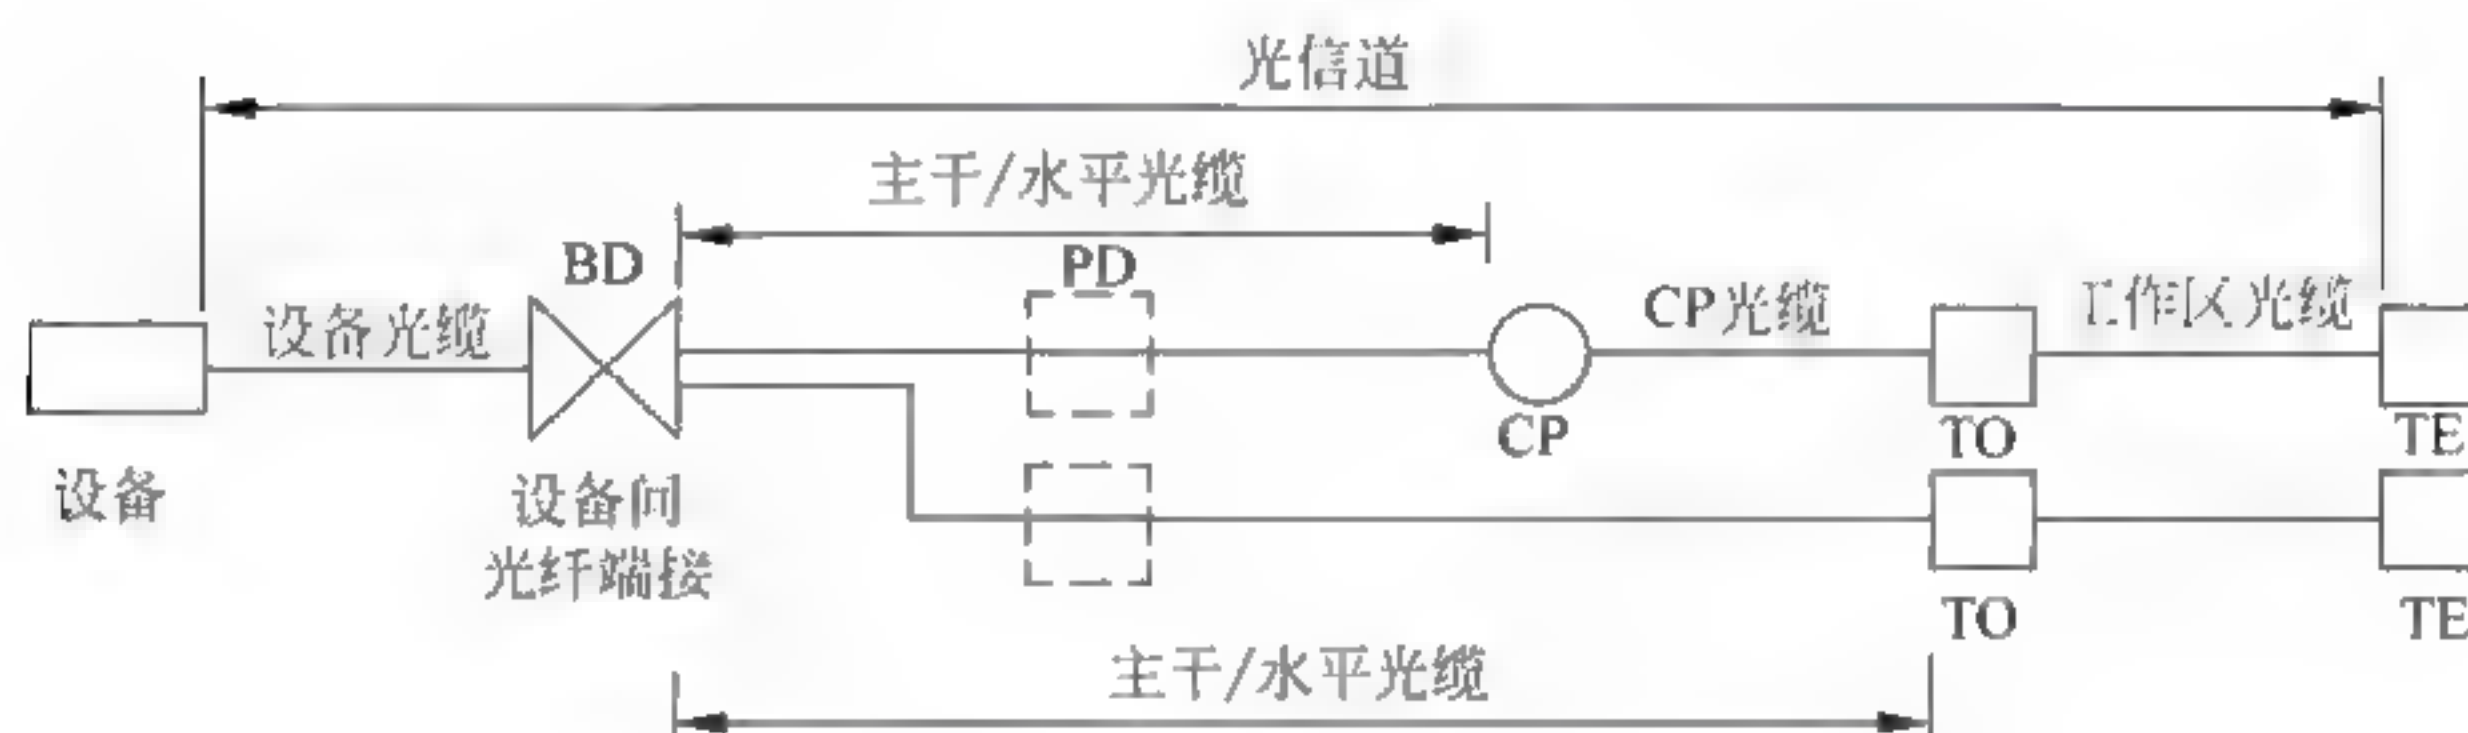 光信道
主干/水平光缆
BD
PD
设备光缆
CP光缆
工作区光缆
CP
TO
TE
设备
设备间
光纤端接
TO
TE
主干/水平光缆